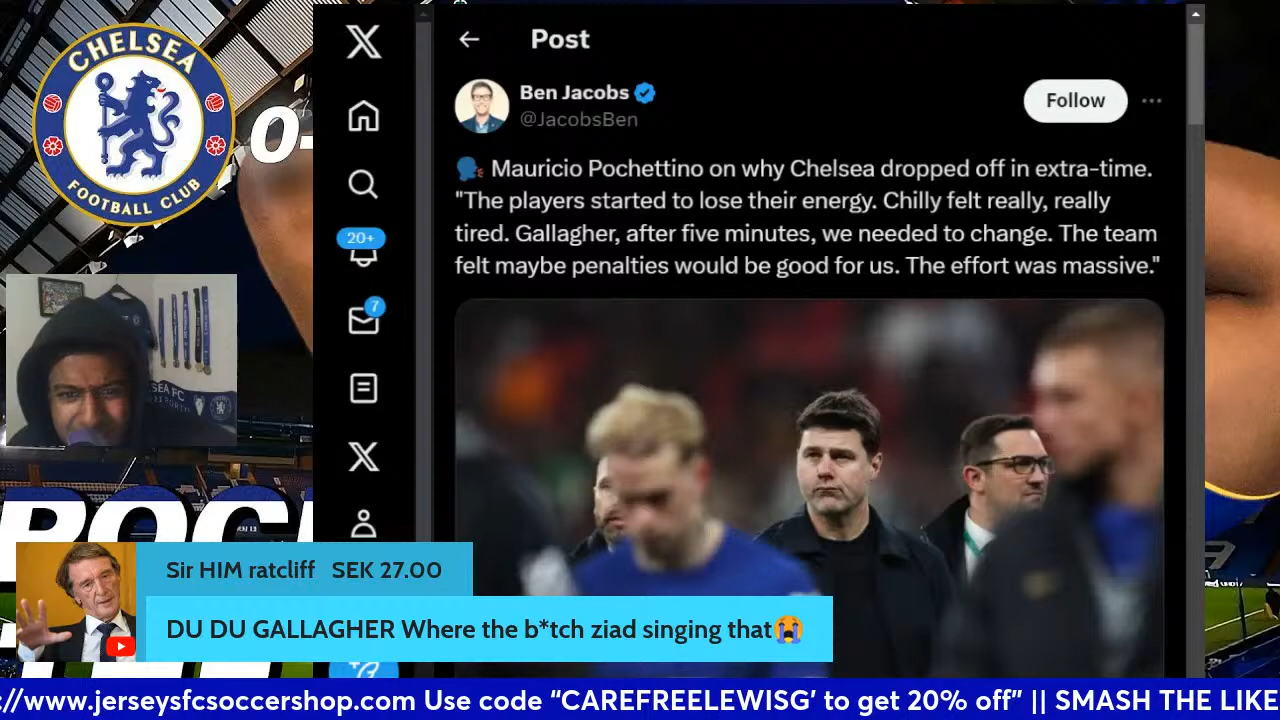 CHELSEA
FOOTBALL CLUB
0-
Post
Ben Jacobs
@JacobsBen
Follow
20+
7
🗣️ Mauricio Pochettino on why Chelsea dropped off in extra-time.
"The players started to lose their energy. Chilly felt really, really
tired. Gallagher, after five minutes, we needed to change. The team
felt maybe penalties would be good for us. The effort was massive."
SEA FC
POCH
Sir HIM ratcliff SEK 27.00
DU DU GALLAGHER Where the b*tch ziad singing that😭
://www.jerseysfcsoccershop.com Use code “CAREFREELEWISG’ to get 20% off” || SMASH THE LIKE